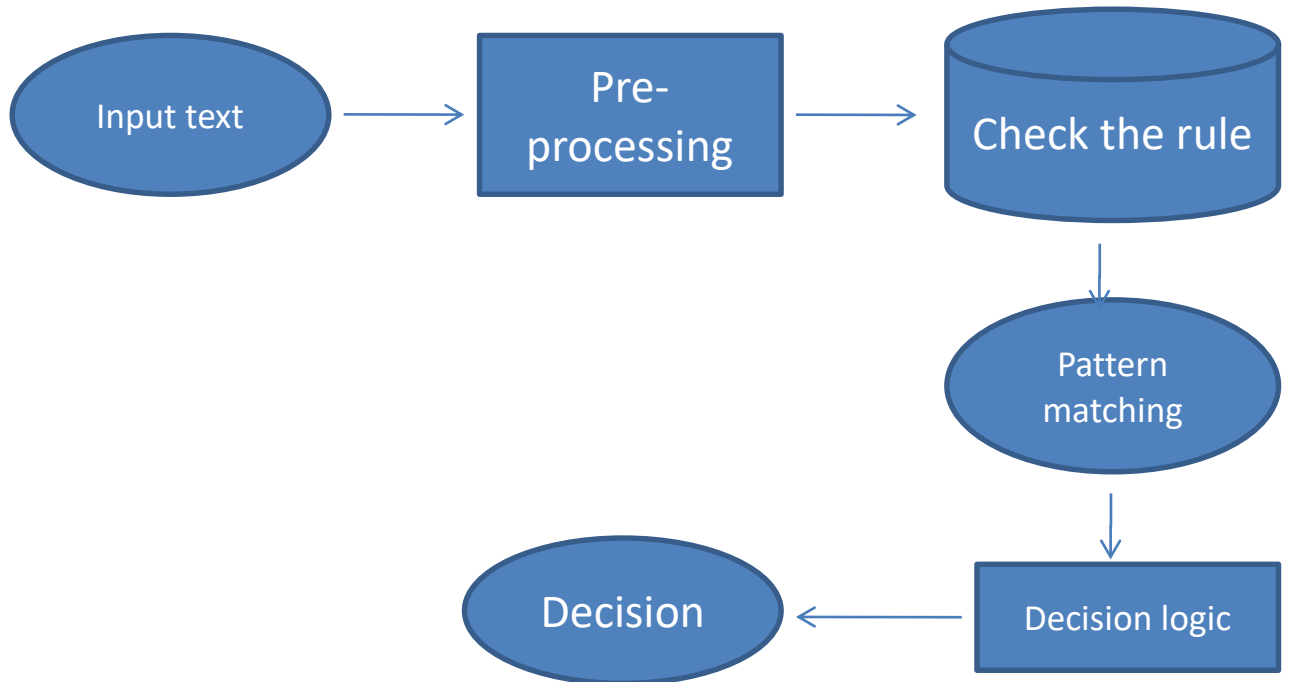 Input text
Pre-
processing
Check the rule
Pattern
matching
Decision logic
Decision